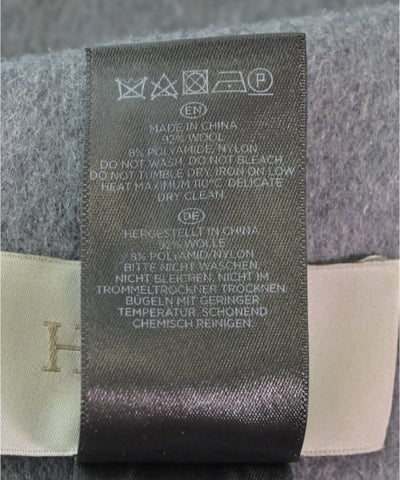 P
EN
MADE IN CHINA
92% WOOL
8% POLYAMIDE/NYLON
DO NOT WASH. DO NOT BLEACH
DO NOT TUMBLE DRY. IRON ON LOW
HEAT MAXIMUM 110°C. DELICATE
DRY CLEAN
DE
HERGESTELLT IN CHINA
92% WOLLE
8% POLYAMID/NYLON
BITTE NICHT WASCHEN.
NICHT BLEICHEN. NICHT IM
TROMMELTROCKNER TROCKNEN.
BÜGELN MIT GERINGER
TEMPERATUR. SCHONEND
CHEMISCH REINIGEN.
H